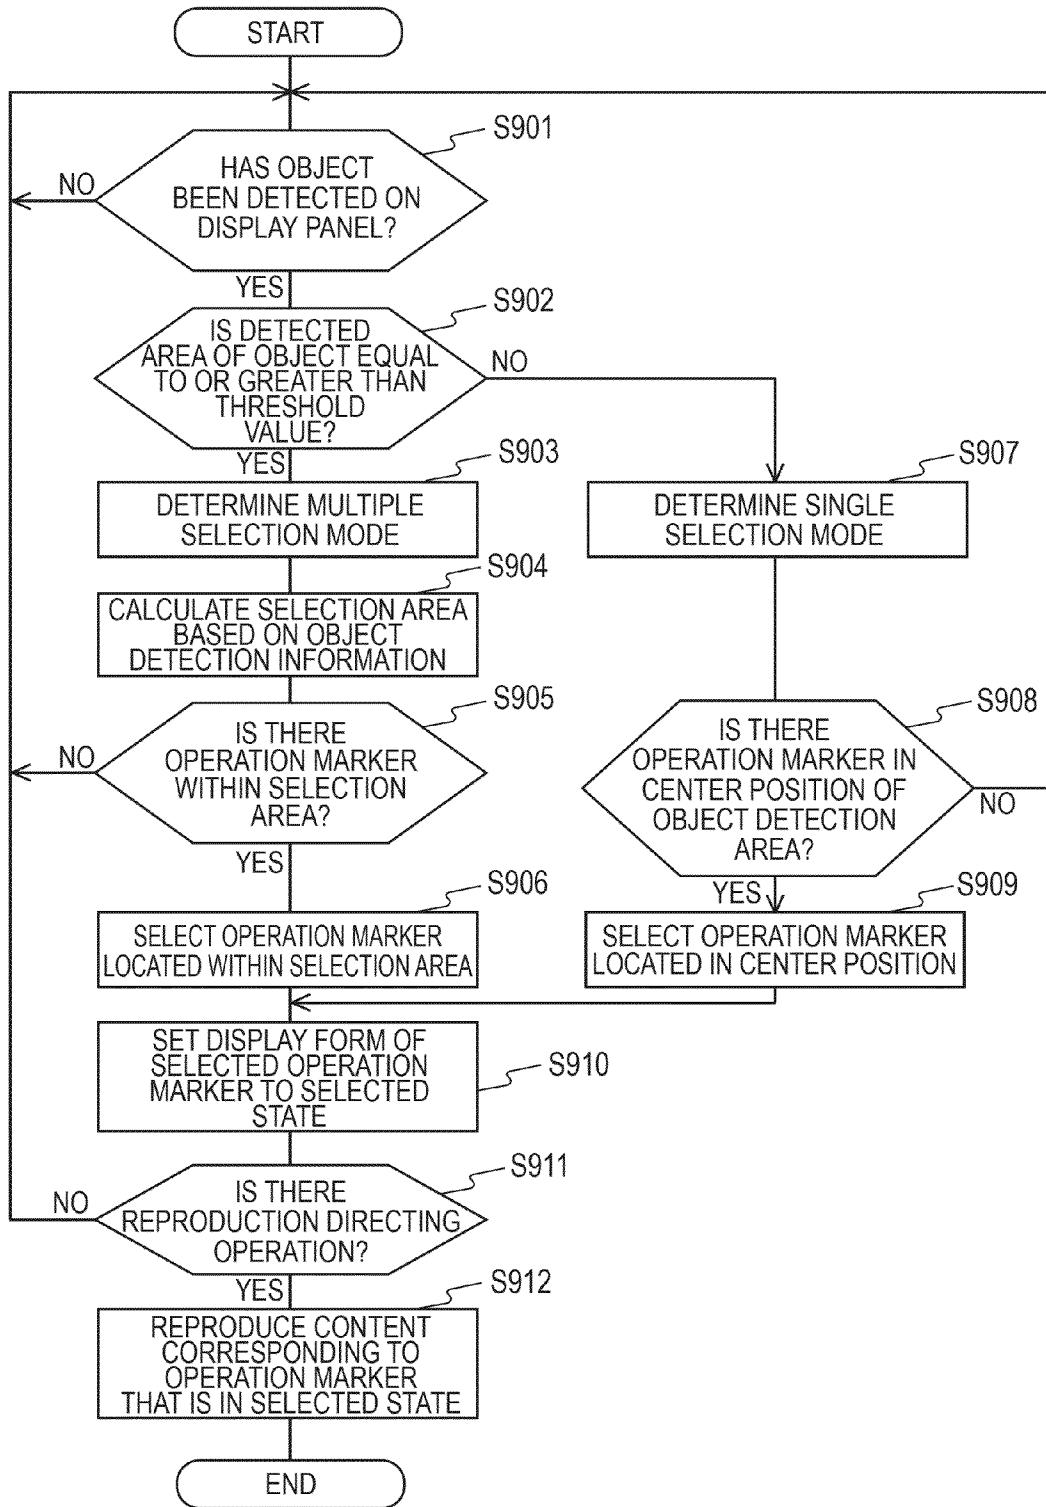 START
S901
HAS OBJECT
BEEN DETECTED ON
DISPLAY PANEL?
NO
YES
S902
IS DETECTED
AREA OF OBJECT EQUAL
TO OR GREATER THAN
THRESHOLD
VALUE?
NO
YES
S903
DETERMINE MULTIPLE
SELECTION MODE
S907
DETERMINE SINGLE
SELECTION MODE
S904
CALCULATE SELECTION AREA
BASED ON OBJECT
DETECTION INFORMATION
S905
IS THERE
OPERATION MARKER
WITHIN SELECTION
AREA?
NO
YES
S908
IS THERE
OPERATION MARKER IN
CENTER POSITION OF
OBJECT DETECTION
AREA?
NO
YES
S906
SELECT OPERATION MARKER
LOCATED WITHIN SELECTION AREA
S909
SELECT OPERATION MARKER
LOCATED IN CENTER POSITION
SET DISPLAY FORM OF
SELECTED OPERATION
MARKER TO SELECTED
STATE
S910
S911
IS THERE
REPRODUCTION DIRECTING
OPERATION?
NO
YES
S912
REPRODUCE CONTENT
CORRESPONDING TO
OPERATION MARKER
THAT IS IN SELECTED STATE
END